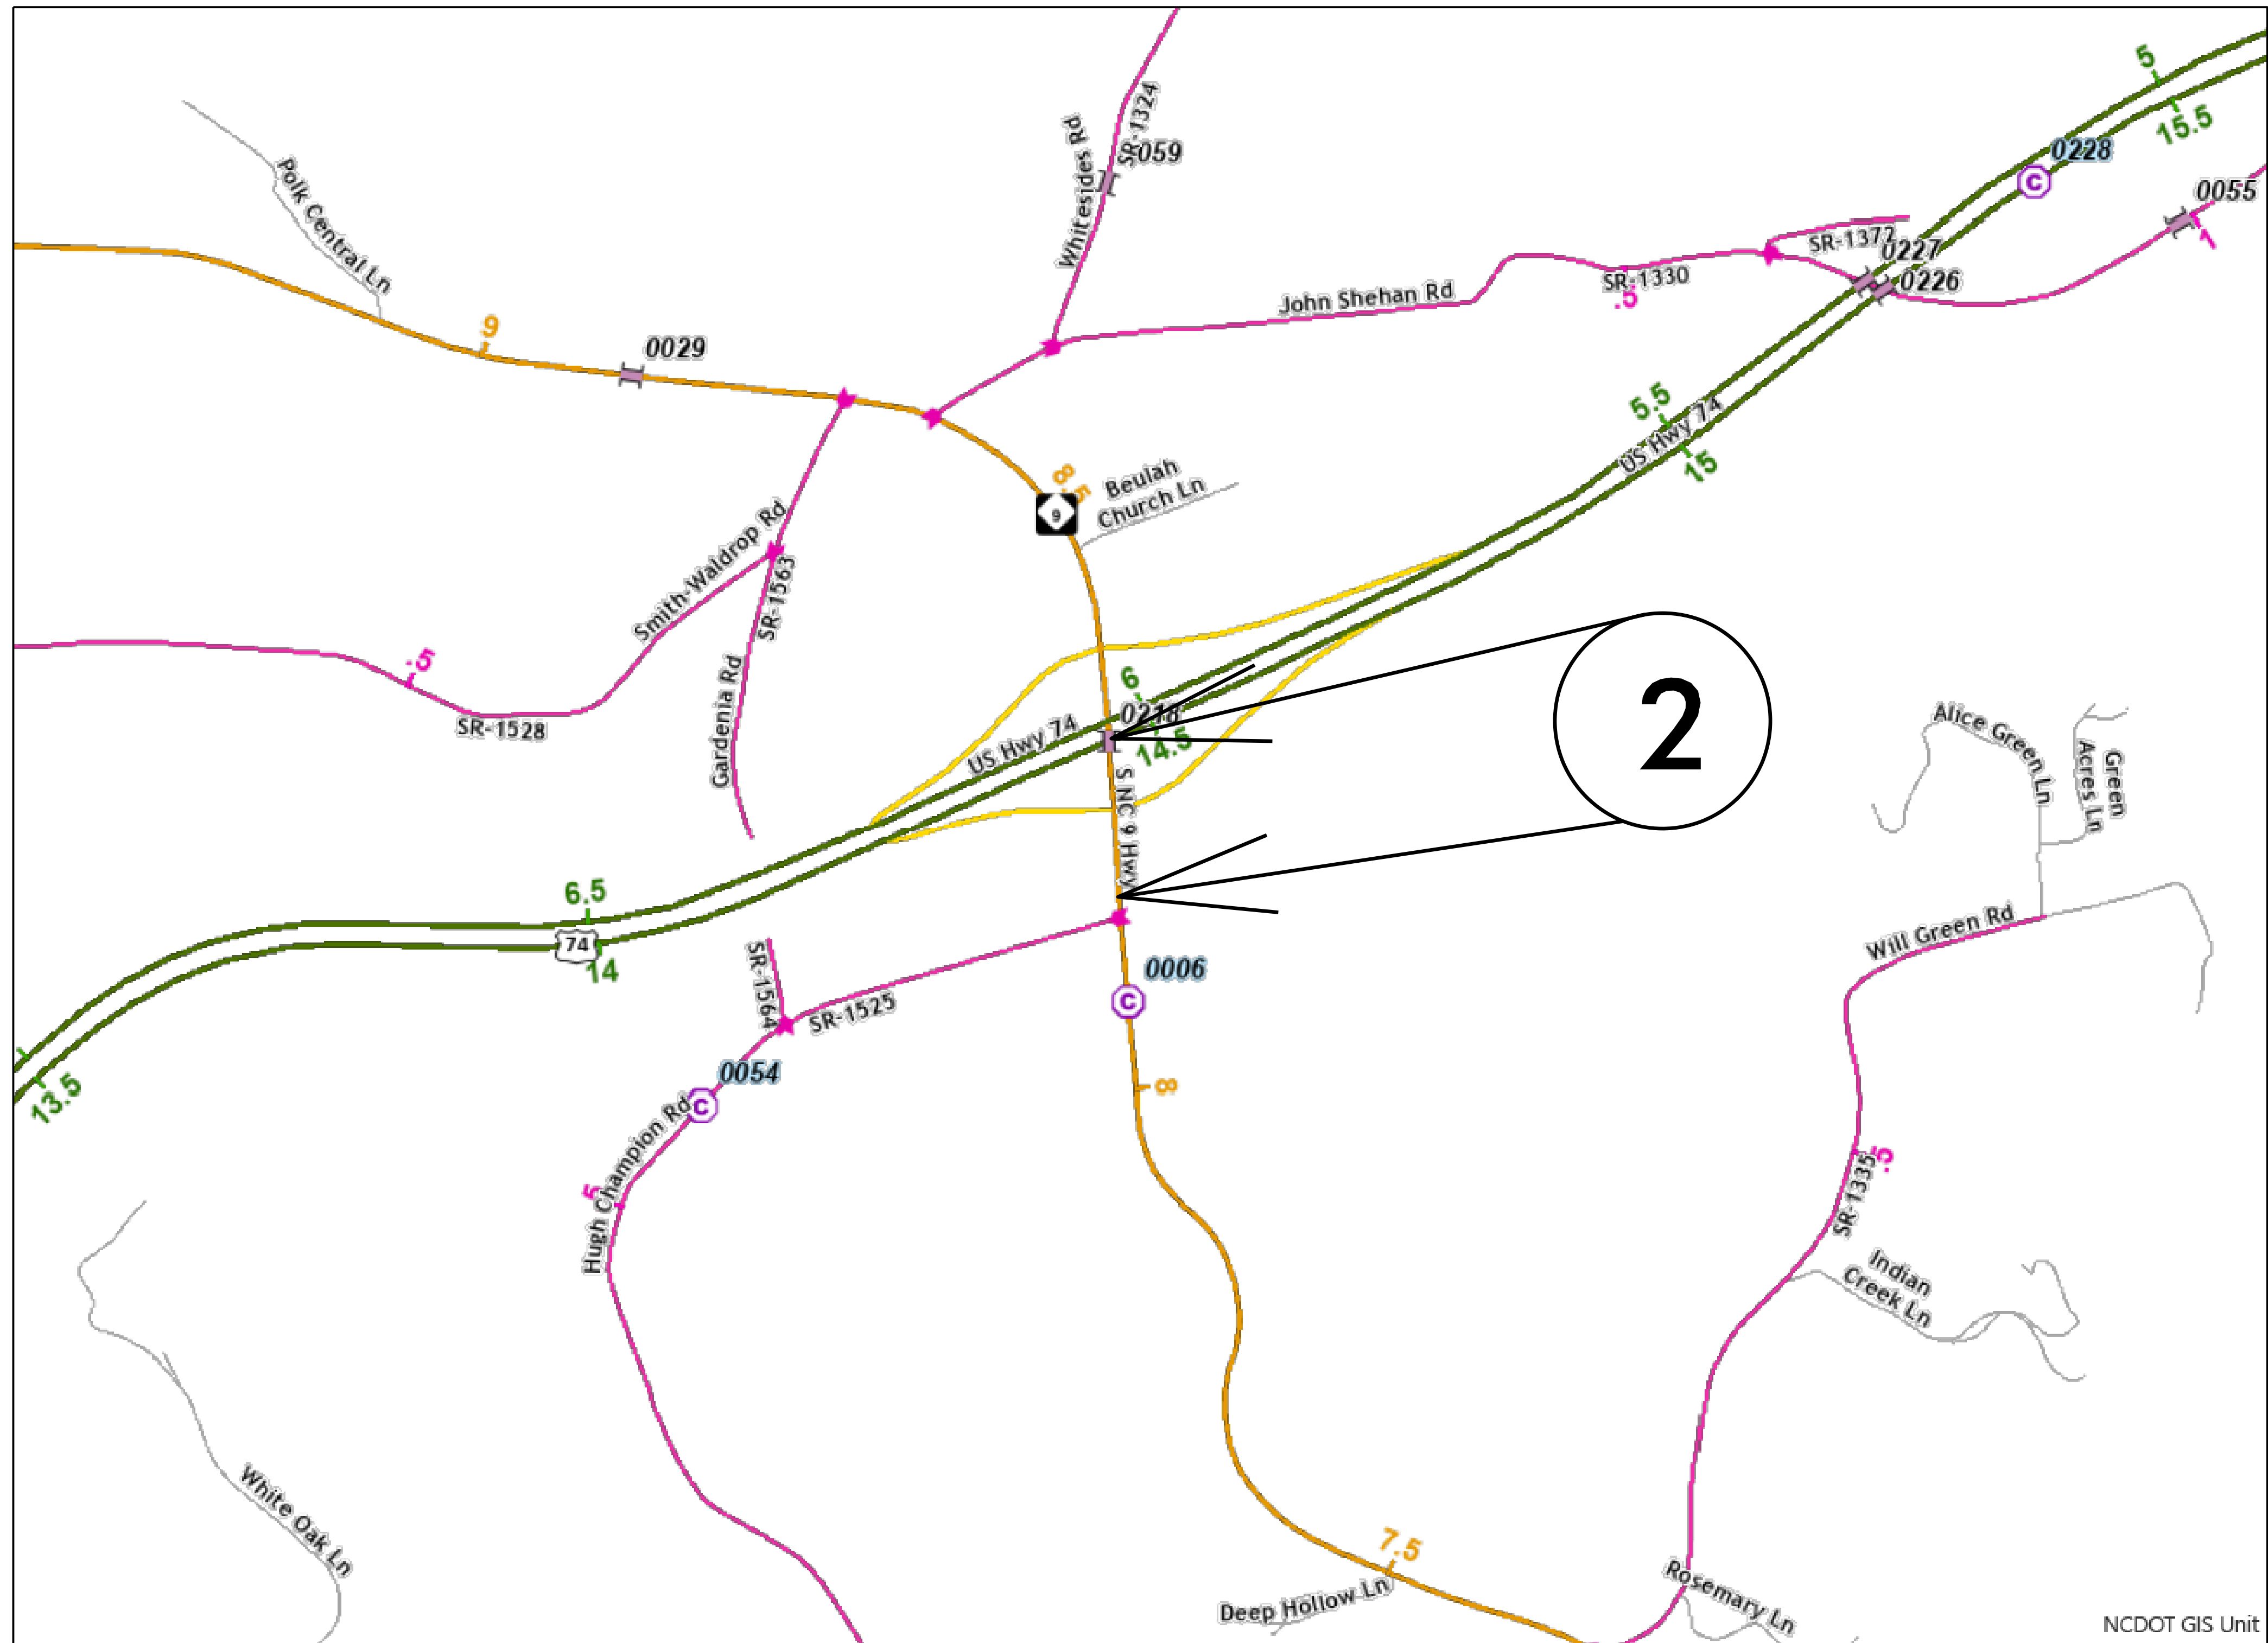 5
15.5
SR-1324
059
0228
0055
1
Whitesides Rd
Polk Central Ln
SR-1377
0227
0226
SR-1330
.5
John Shehan Rd
9
0029
5.5
US Hwy 74
15
8.5
9
Beulah
Church Ln
Smith-Waldrop Rd
SR-1563
.5
SR-1528
Gardenia Rd
6
0218
14.5
US Hwy 74
S NC 9 Hwy
2
Alice Green Ln
Green
Acres Ln
6.5
74
14
Will Green Rd
SR-1564
SR-1525
0006
0054
13.5
8
Hugh Champion Rd
.5
.5
SR-1335
Indian
Creek Ln
White Oak Ln
7.5
Deep Hollow Ln
Rosemary Ln
NCDOT GIS Unit
C
C
C